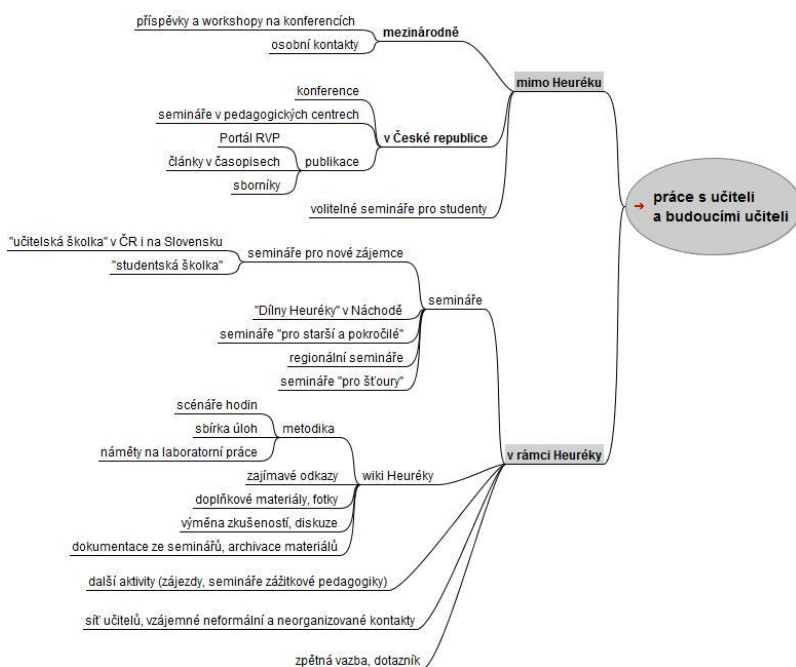 příspěvky a workshopy na konferencích
osobní kontakty
mezinárodně
konference
semináře v pedagogických centrech
Portál RVP
články v časopisech
sborníky
publikace
v České republice
volitelné semináře pro studenty
mimo Heuréku
práce s učiteli
a budoucími učiteli
"učitelská školka" v ČR i na Slovensku
"studentská školka"
semináře pro nové zájemce
"Dílny Heuréky" v Náchodě
semináře "pro starší a pokročilé"
regionální semináře
semináře "pro šťoury"
semináře
scénáře hodin
sbírka úloh
náměty na laboratorní práce
metodika
zajímavé odkazy
doplňkové materiály, fotky
výměna zkušeností, diskuze
dokumentace ze seminářů, archivace materiálů
wiki Heuréky
v rámci Heuréky
další aktivity (zájezdy, semináře zážitkové pedagogiky)
síť učitelů, vzájemné neformální a neorganizované kontakty
zpětná vazba, dotazník